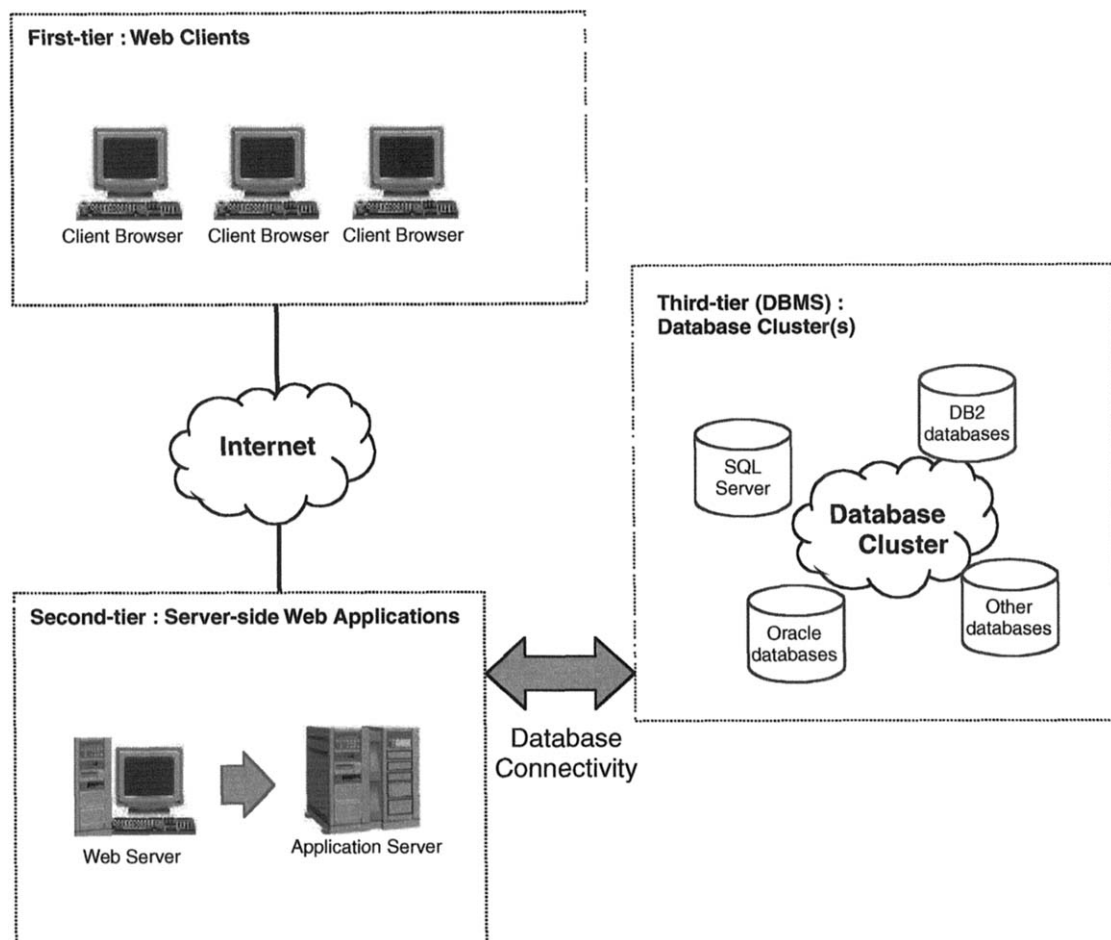 First-tier : Web Clients
Client Browser
Client Browser
Client Browser
Internet
Third-tier (DBMS) :
Database Cluster(s)
DB2
databases
SQL
Server
Database
Cluster
Oracle
databases
Other
databases
Second-tier : Server-side Web Applications
Database
Connectivity
Web Server
Application Server